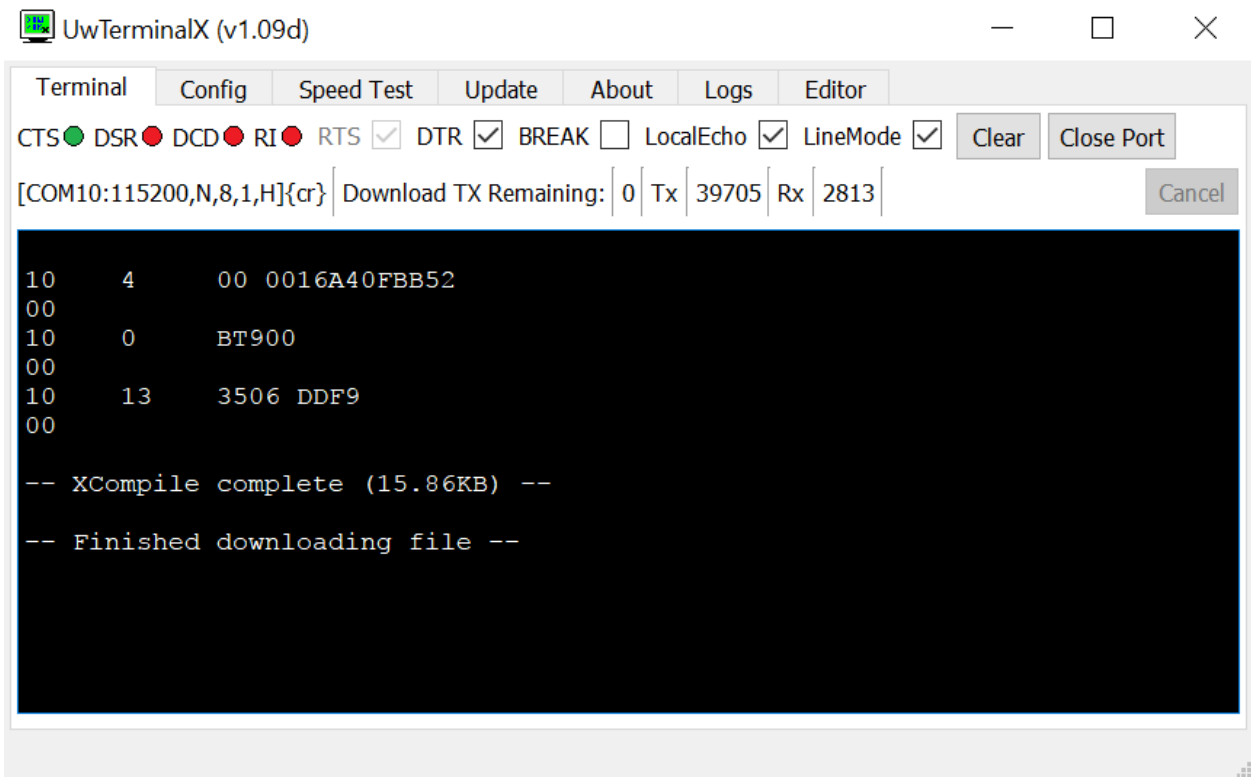 UwTerminalX (v1.09d)
Terminal Config Speed Test Update About Logs Editor
CTS DSR DCD RI RTS DTR BREAK LocalEcho LineMode Clear Close Port
[COM10:115200,N,8,1,H]{cr} Download TX Remaining: 0 Tx 39705 Rx 2813 Cancel
10 4 00 0016A40FBB52
00
10 0 BT900
00
10 13 3506 DDF9
00
-- XCompile complete (15.86KB) --
-- Finished downloading file --